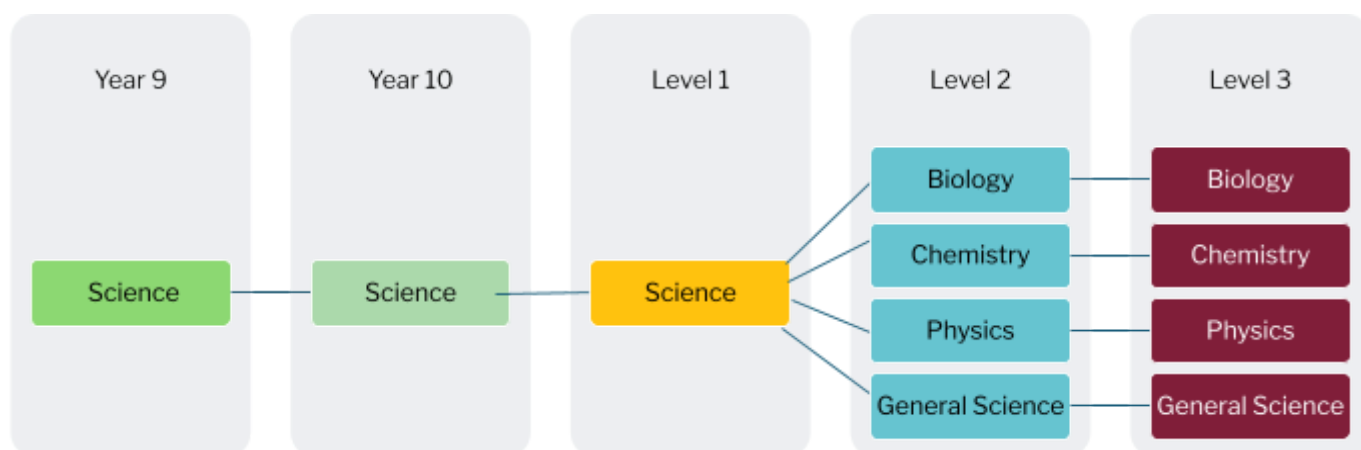 Year 9
Year 10
Level 1
Level 2
Level 3
Science
Science
Science
Biology
Chemistry
Physics
General Science
Biology
Chemistry
Physics
General Science